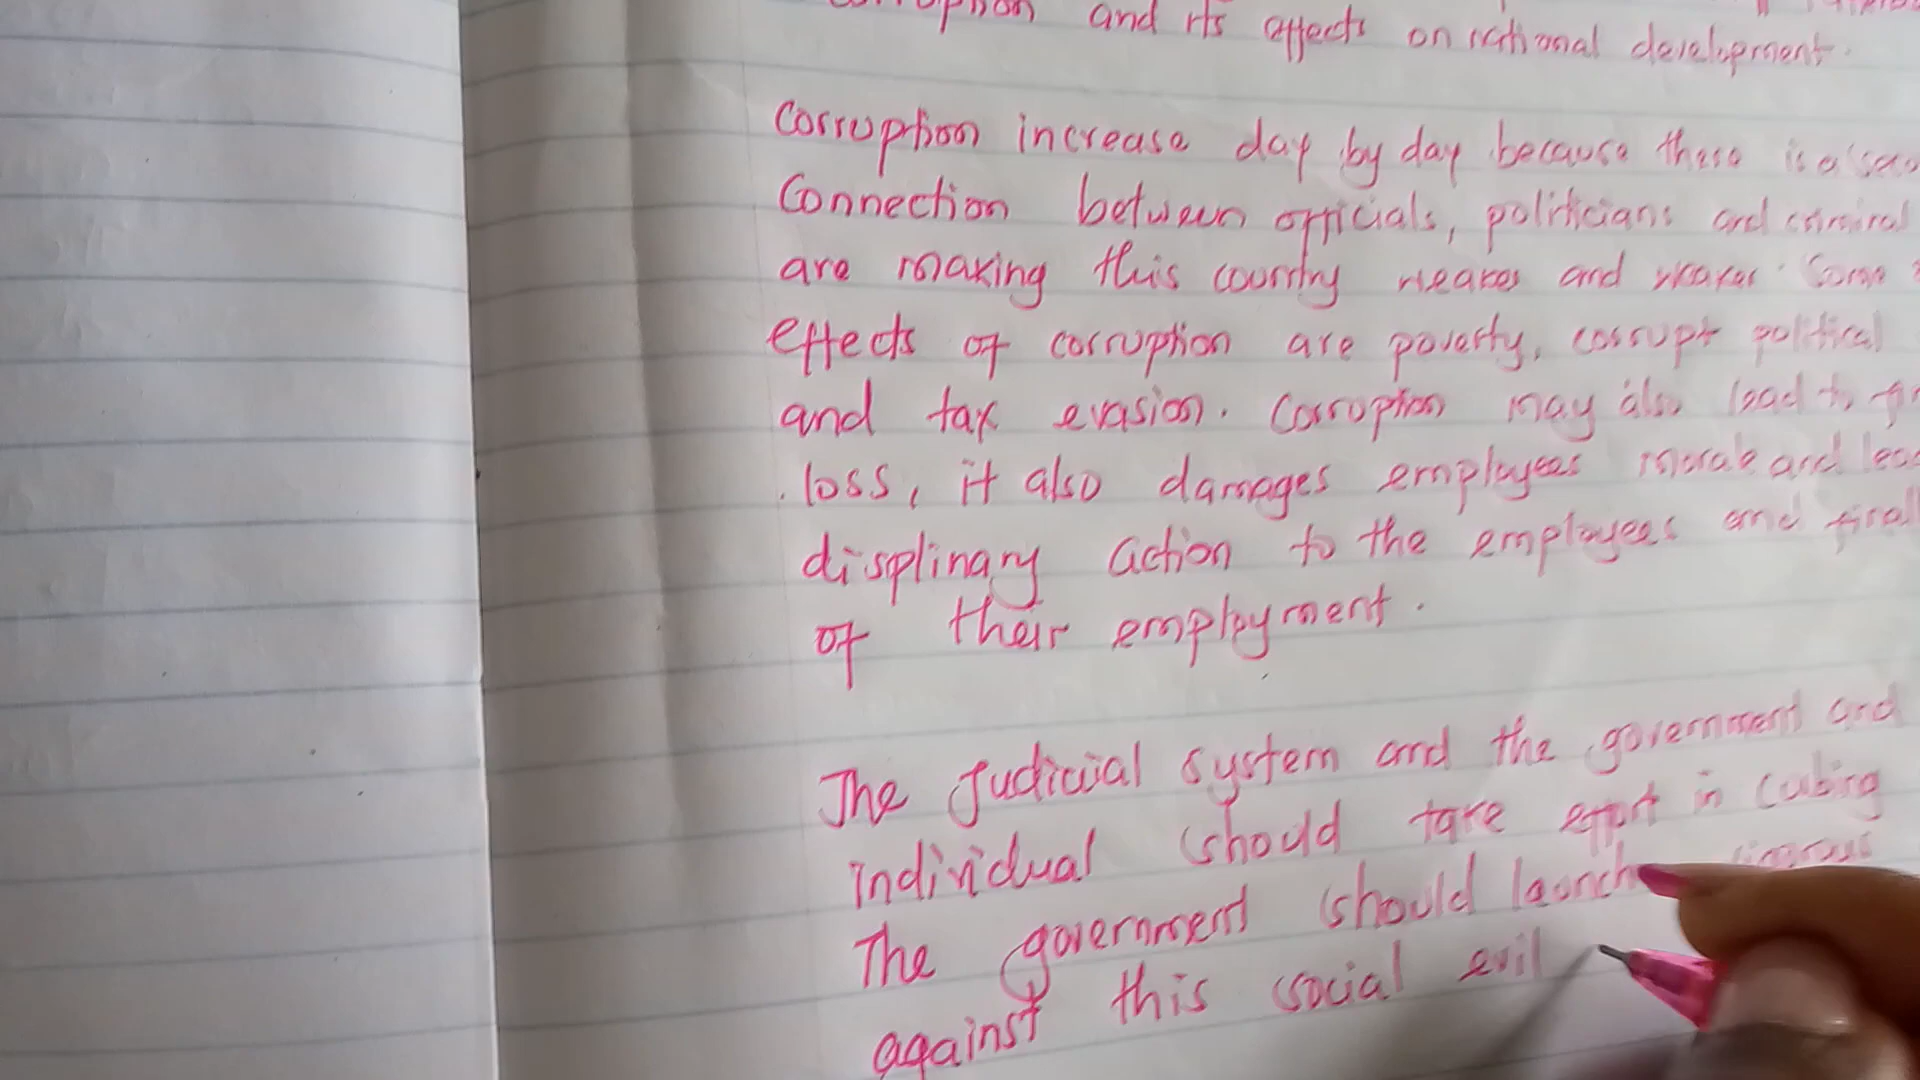 and its effects on national development.
Corruption increase day by day because there is a
Connection between officials, politicians and criminal
are making this country weaker and weaker. Some
effects of corruption are poverty, corrupt political
and tax evasion. Corruption may also lead to
loss, it also damages employees morale and
displinary action to the employees and
of their employment.
The Judicial system and the government and
individual should take effort in
The government should launch
against this social evil